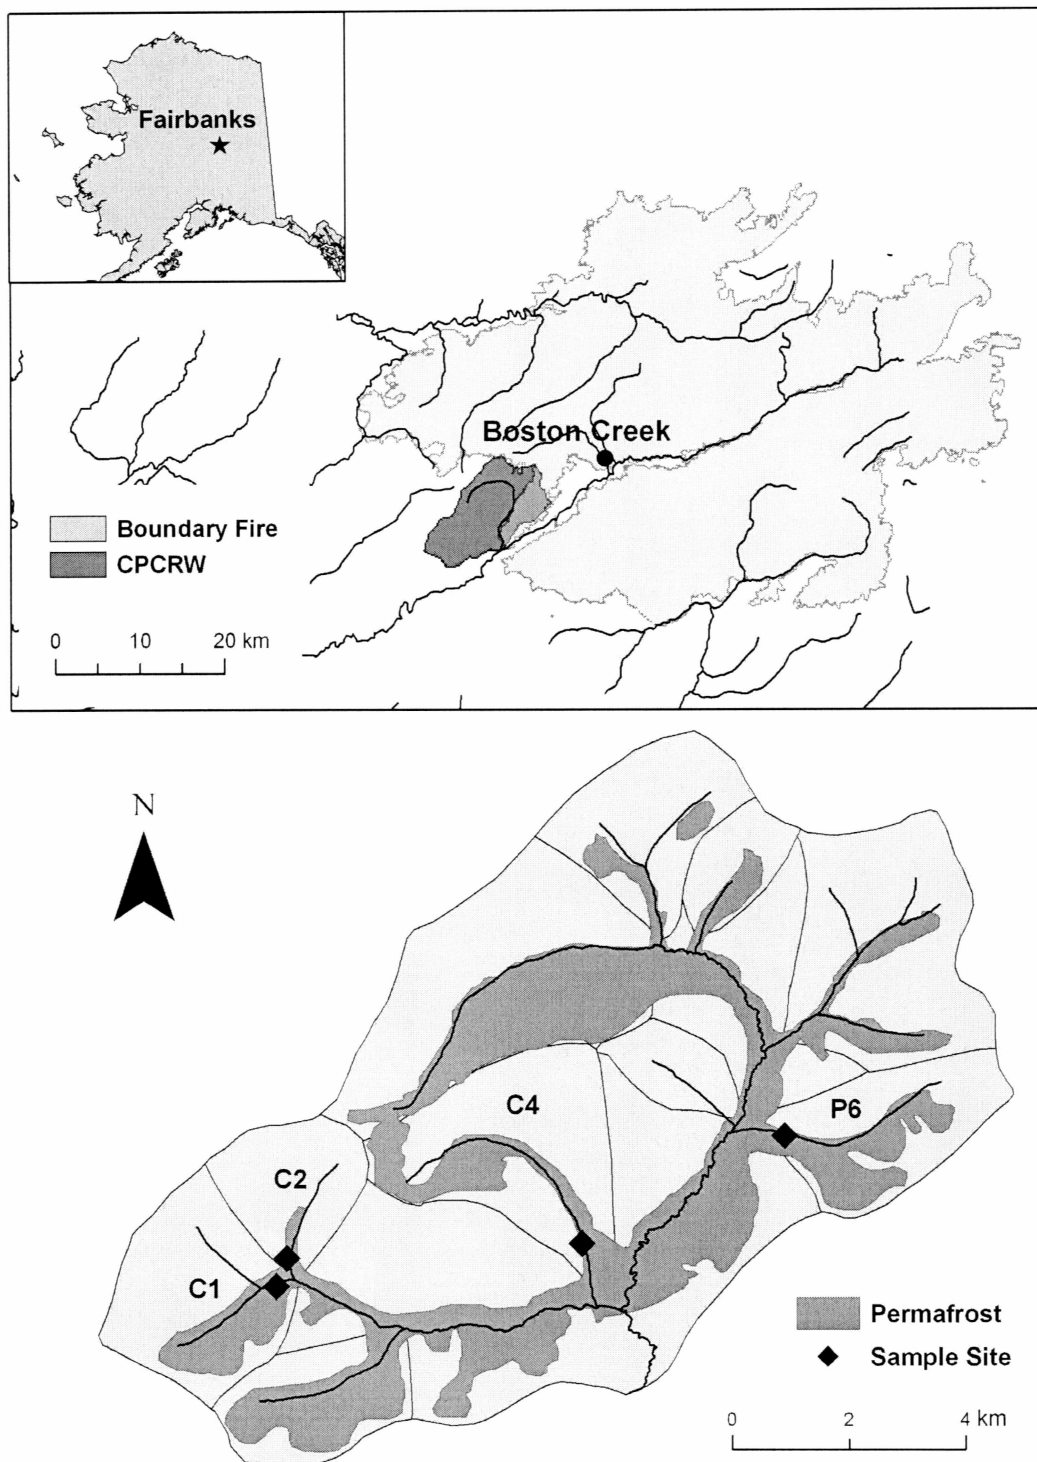 Fairbanks
Boston Creek
Boundary Fire
CPCRW
0 10 20 km
N
C4
P6
C2
C1
Permafrost
Sample Site
0 2 4 km